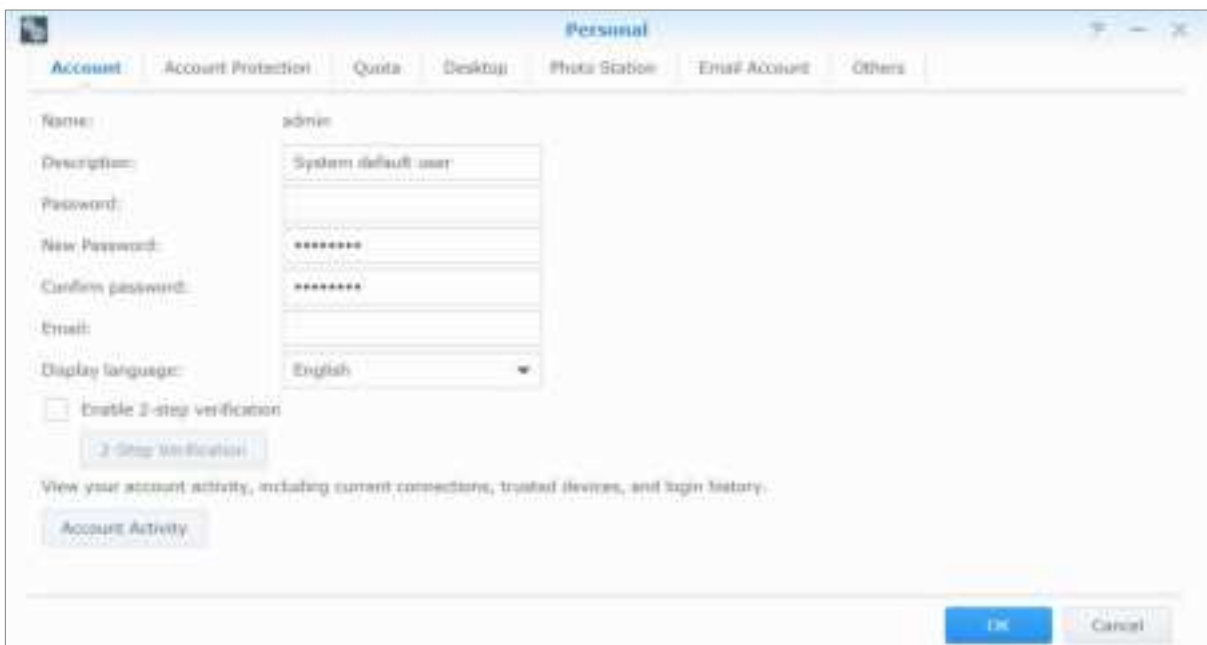 Personal
Account Account Protection Quota Desktop Photo Station Email Account Others
Name: admin
Description: System default user
Password:
New Password: ••••••••
Confirm password: ••••••••
Email:
Display language: English
Enable 2-step verification
2-Step Verification
View your account activity, including current connections, trusted devices, and login history.
Account Activity
OK Cancel